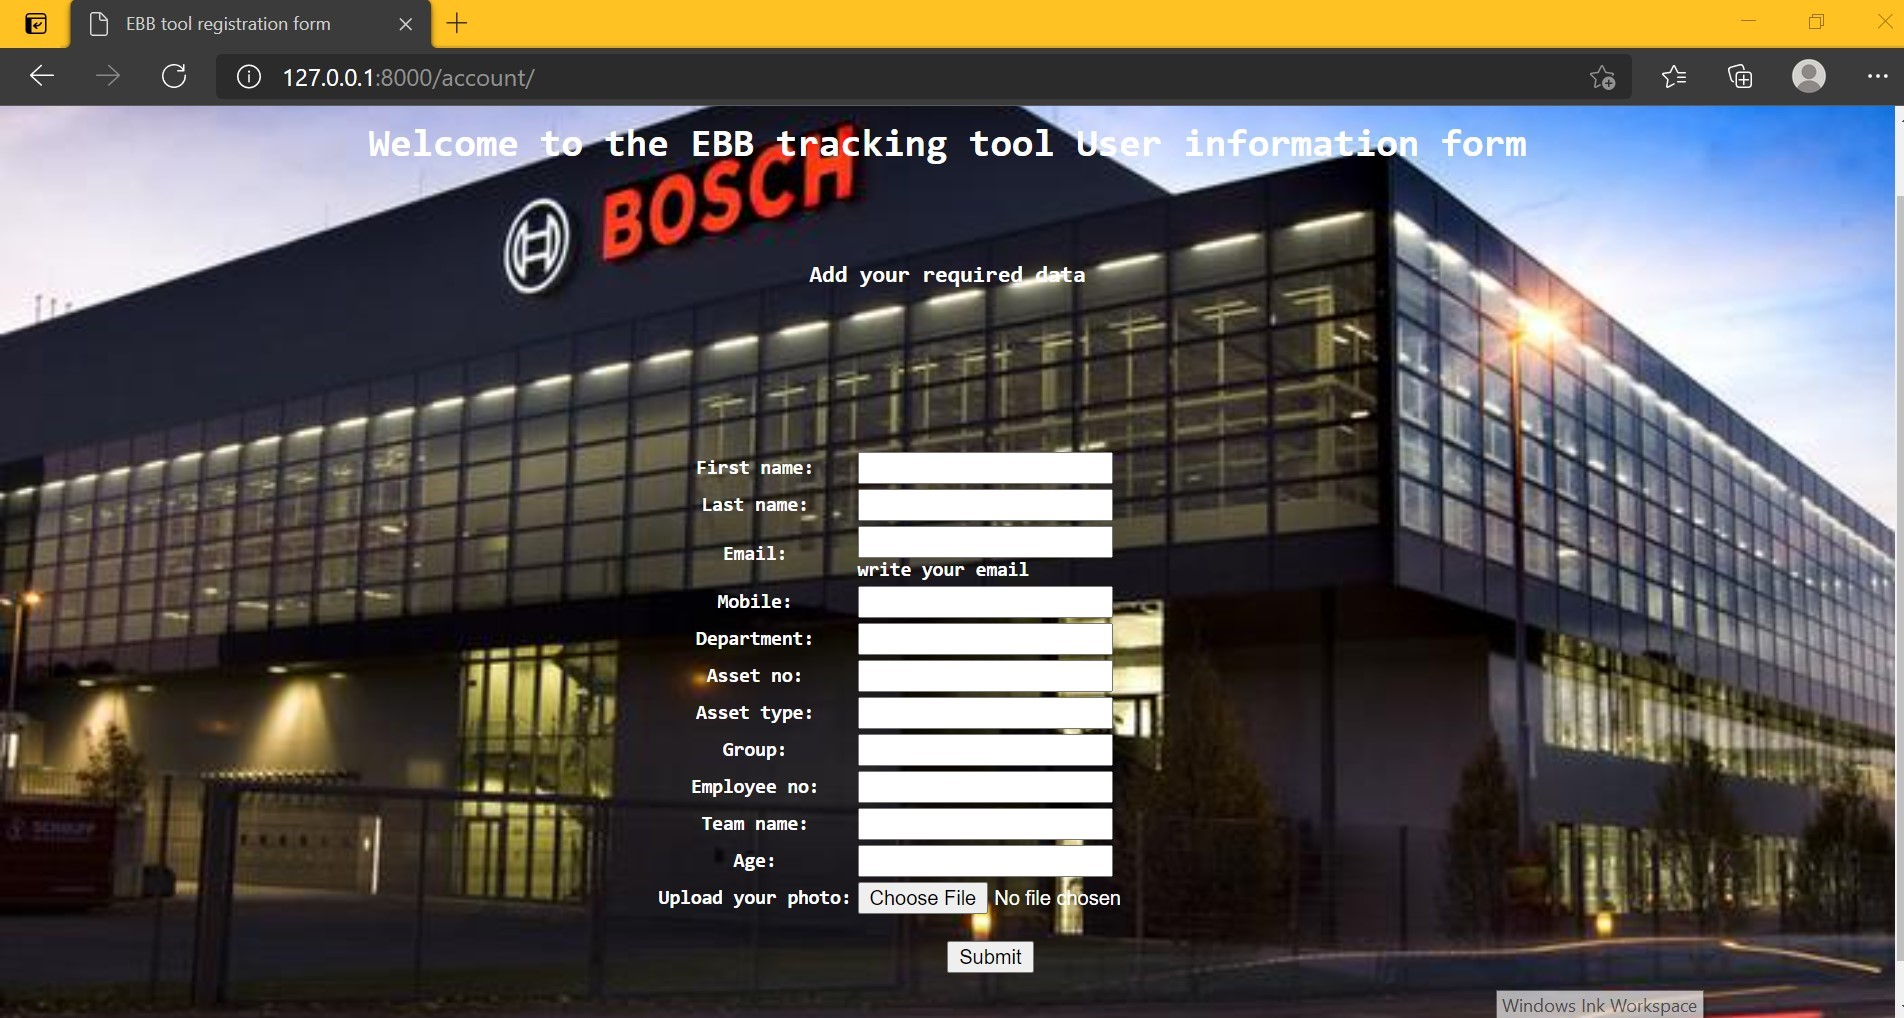 EBB tool registration form
127.0.0.1:8000/account/
Welcome to the EBB tracking tool User information form
BOSCH
Add your required data
First name:
Last name:
Email:
write your email
Mobile:
Department:
Asset no:
Asset type:
Group:
Employee no:
Team name:
Age:
Upload your photo: Choose File No file chosen
Submit
Windows Ink Workspace